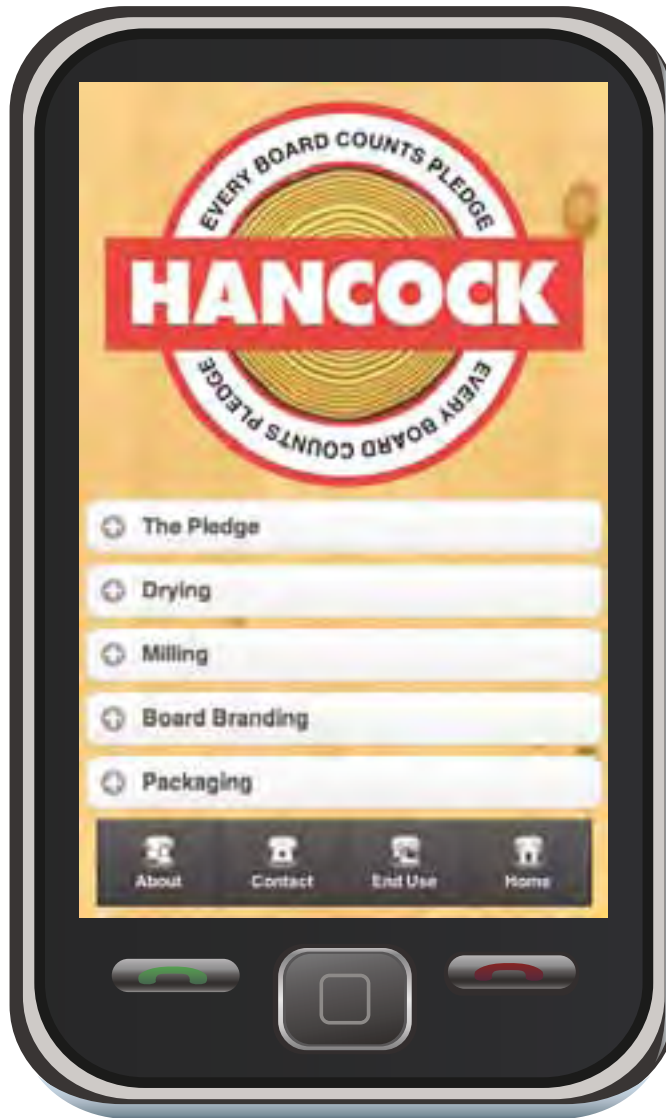 EVERY BOARD COUNTS PLEDGE
HANCOCK
EVERY BOARD COUNTS PLEDGE
The Pledge
Drying
Milling
Board Branding
Packaging
About
Contact
End Use
Home